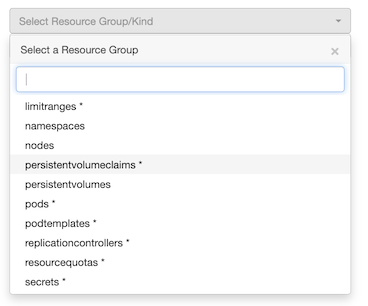 Select Resource Group/Kind
Select a Resource Group ×
limitranges *
namespaces
nodes
persistentvolumeclaims *
persistentvolumes
pods *
podtemplates *
replicationcontrollers *
resourcequotas *
secrets *